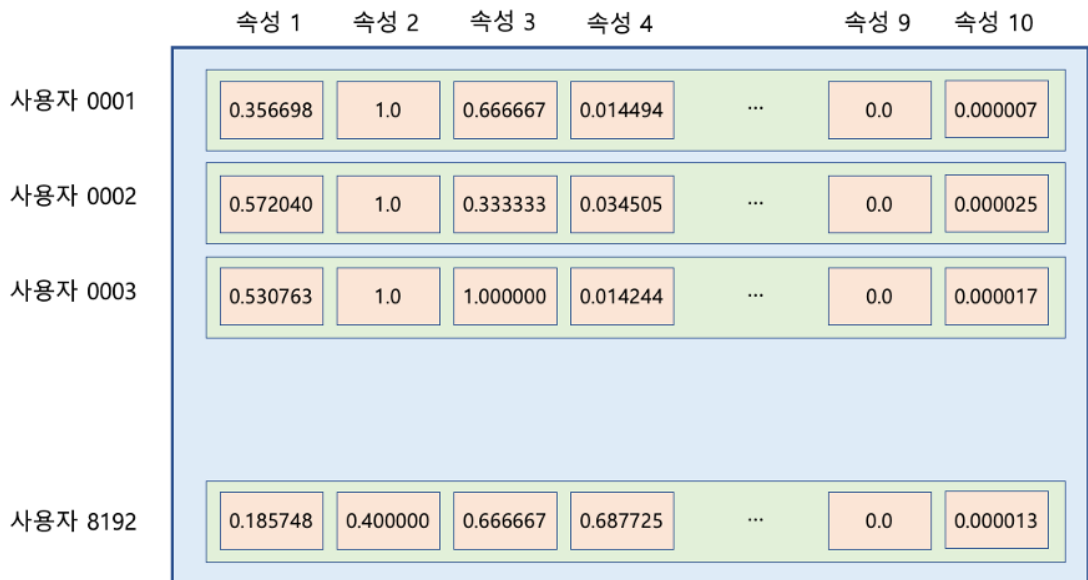 속성 1 속성 2 속성 3 속성 4 속성 9 속성 10
사용자 0001 0.356698 1.0 0.666667 0.014494 ... 0.0 0.000007
사용자 0002 0.572040 1.0 0.333333 0.034505 ... 0.0 0.000025
사용자 0003 0.530763 1.0 1.000000 0.014244 ... 0.0 0.000017
사용자 8192 0.185748 0.400000 0.666667 0.687725 ... 0.0 0.000013